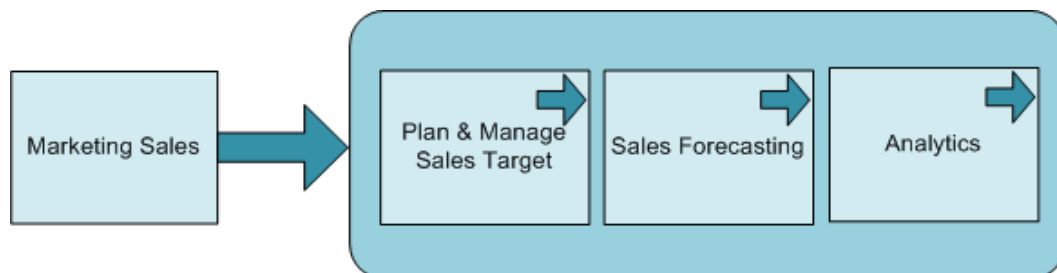 Marketing Sales
Plan & Manage
Sales Target
Sales Forecasting
Analytics